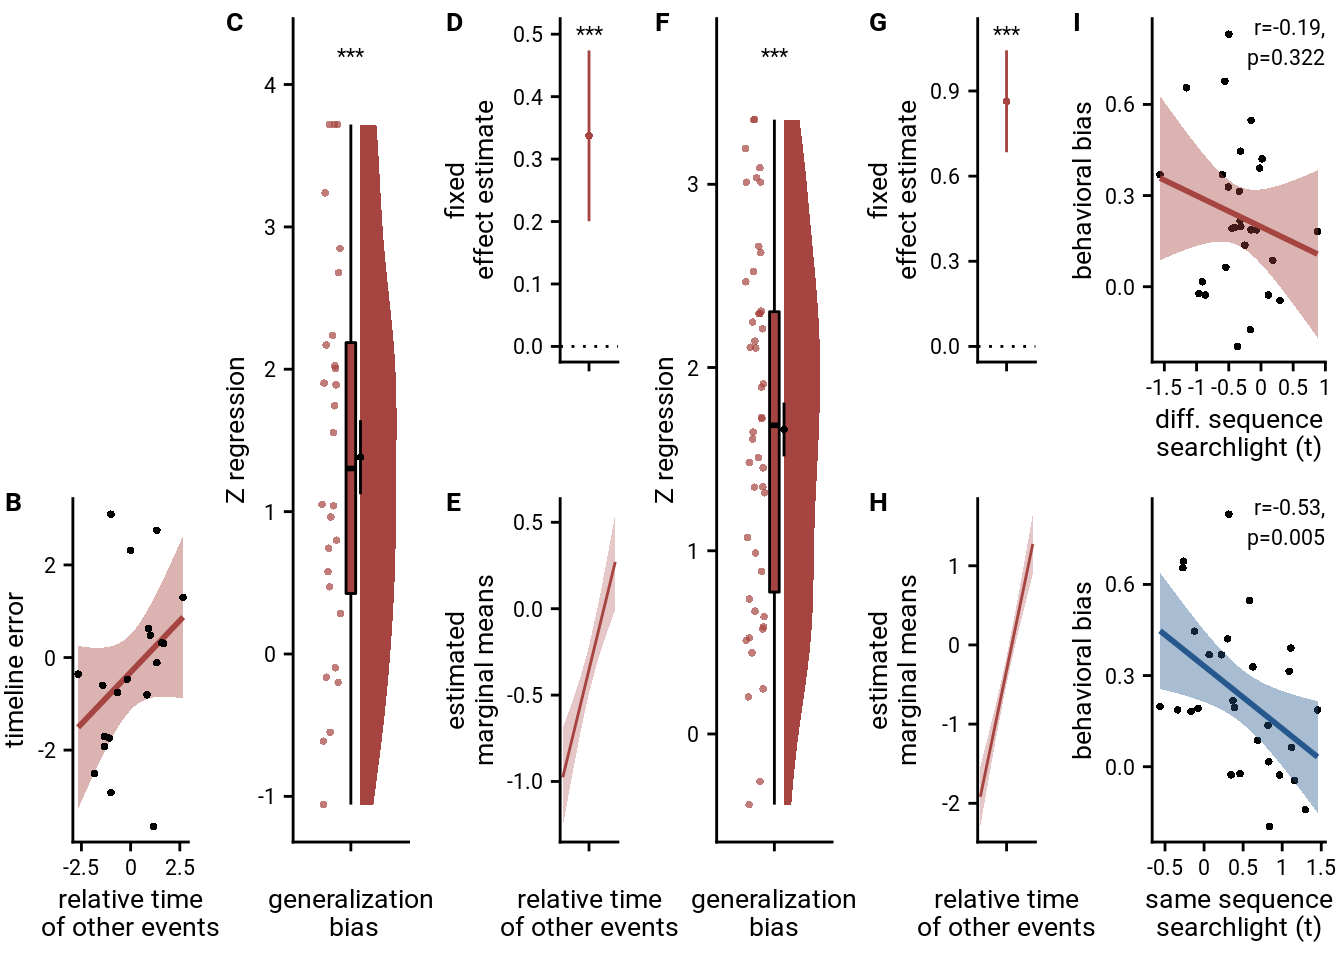 B
timeline error
2
0
-2
-2.5 0 2.5
relative time
of other events
C
***
Z regression
4
3
2
1
0
-1
generalization
bias
D
***
fixed
effect estimate
0.5
0.4
0.3
0.2
0.1
0.0
E
estimated
marginal means
0.5
0.0
-0.5
-1.0
relative time
of other events
F
***
Z regression
3
2
1
0
generalization
bias
G
***
fixed
effect estimate
0.9
0.6
0.3
0.0
H
estimated
marginal means
1
0
-1
-2
relative time
of other events
I
r=-0.19,
p=0.322
behavioral bias
0.6
0.3
0.0
-1.5 -1 -0.5 0 0.5 1
diff. sequence
searchlight (t)
r=-0.53,
p=0.005
behavioral bias
0.6
0.3
0.0
-0.5 0 0.5 1 1.5
same sequence
searchlight (t)